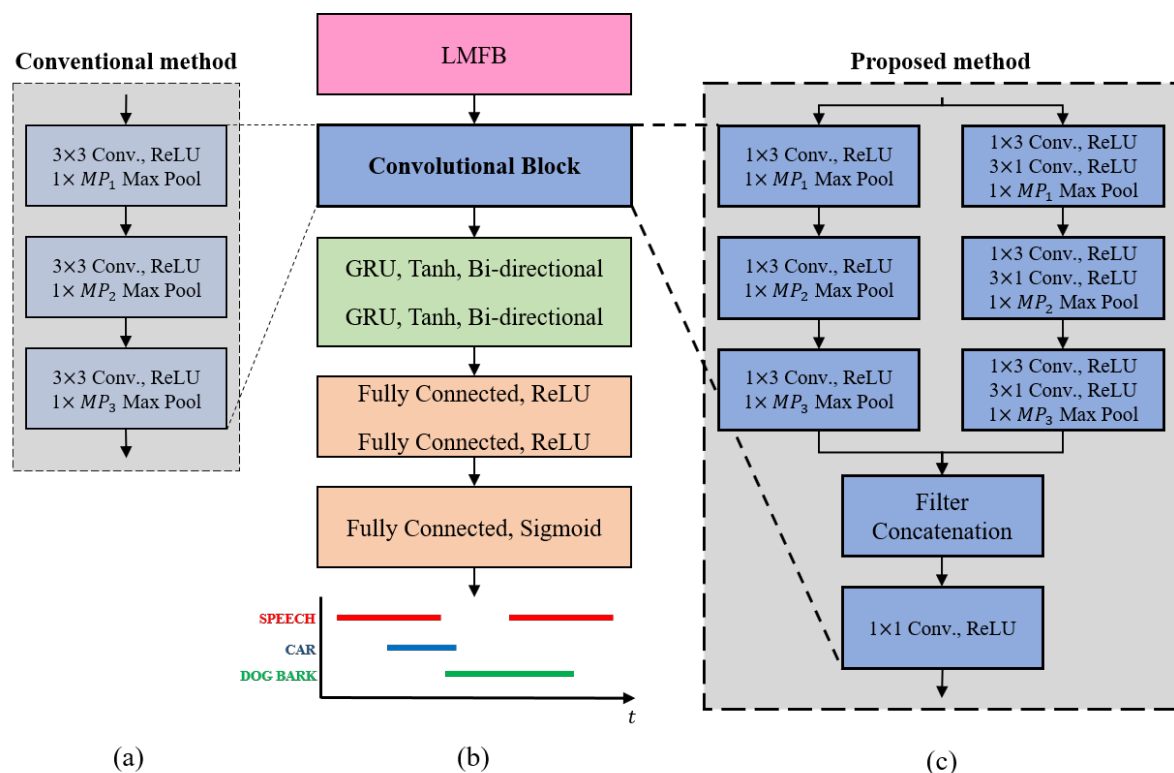 Conventional method
3×3 Conv., ReLU
1× MP₁ Max Pool
3×3 Conv., ReLU
1× MP₂ Max Pool
3×3 Conv., ReLU
1× MP₃ Max Pool
(a)
LMFB
Convolutional Block
GRU, Tanh, Bi-directional
GRU, Tanh, Bi-directional
Fully Connected, ReLU
Fully Connected, ReLU
Fully Connected, Sigmoid
SPEECH
CAR
DOG BARK
t
(b)
Proposed method
1×3 Conv., ReLU
1× MP₁ Max Pool
1×3 Conv., ReLU
1× MP₂ Max Pool
1×3 Conv., ReLU
1× MP₃ Max Pool
1×3 Conv., ReLU
3×1 Conv., ReLU
1× MP₁ Max Pool
1×3 Conv., ReLU
3×1 Conv., ReLU
1× MP₂ Max Pool
1×3 Conv., ReLU
3×1 Conv., ReLU
1× MP₃ Max Pool
Filter
Concatenation
1×1 Conv., ReLU
(c)